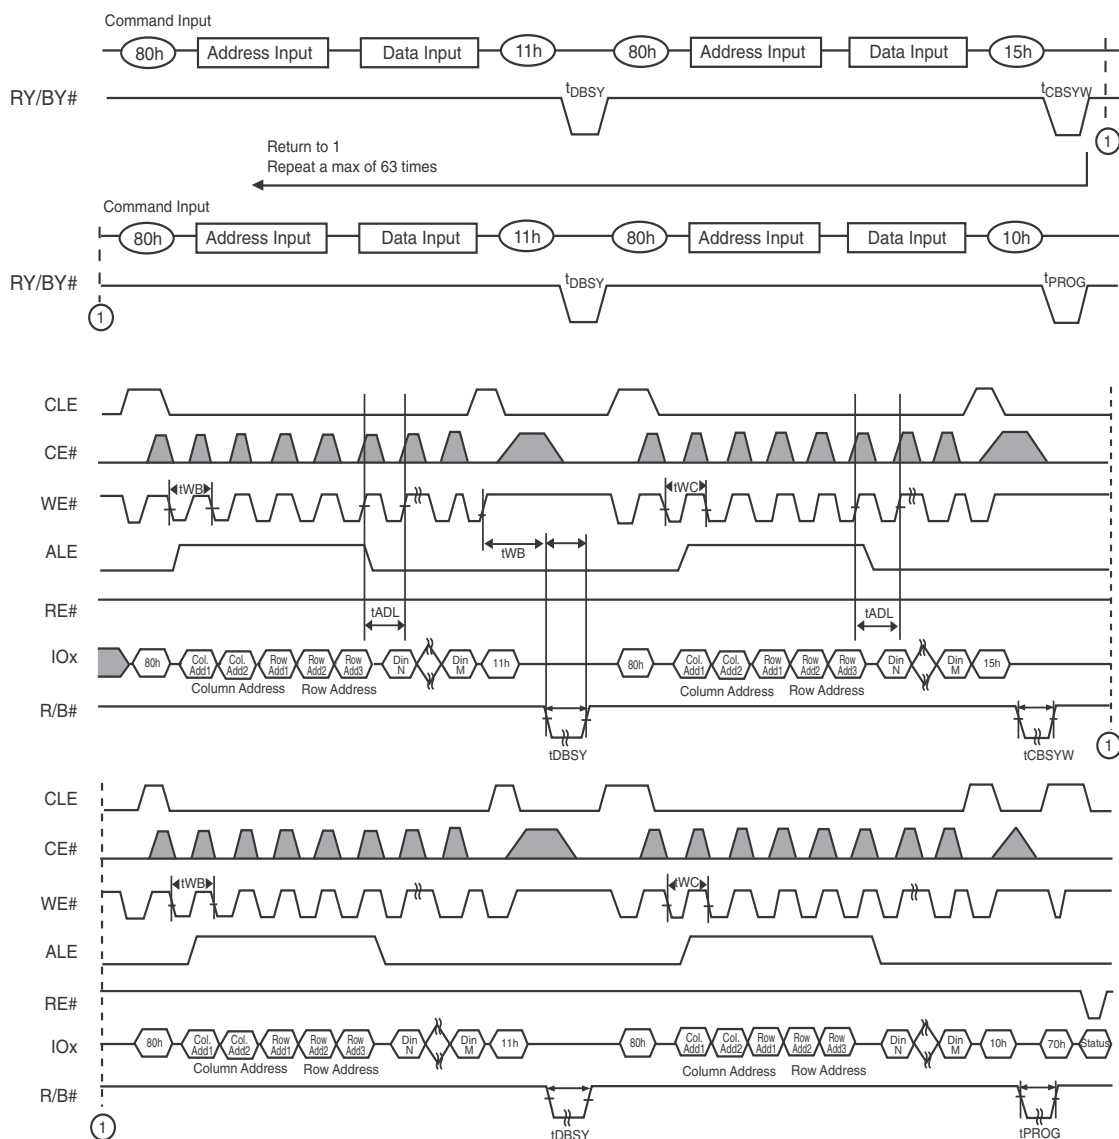 Command Input
80h Address Input Data Input 11h 80h Address Input Data Input 15h
RY/BY# tDBSY tCBSYW
1
Return to 1
Repeat a max of 63 times
Command Input
80h Address Input Data Input 11h 80h Address Input Data Input 10h
RY/BY# tDBSY tPROG
1
CLE
CE#
WE# tWB tWC
ALE tWB
RE# tADL tADL
IOx 80h Col. Add1 Col. Add2 Row Add1 Row Add2 Row Add3 Din N Din M 11h 80h Col. Add1 Col. Add2 Row Add1 Row Add2 Row Add3 Din N Din M 15h
Column Address Row Address Column Address Row Address
R/B#
tDBSY tCBSYW 1
CLE
CE#
WE# tWB tWC
ALE
RE#
IOx 80h Col. Add1 Col. Add2 Row Add1 Row Add2 Row Add3 Din N Din M 11h 80h Col. Add1 Col. Add2 Row Add1 Row Add2 Row Add3 Din N Din M 10h 70h Status
Column Address Row Address Column Address Row Address
R/B#
1 tDBSY tPROG